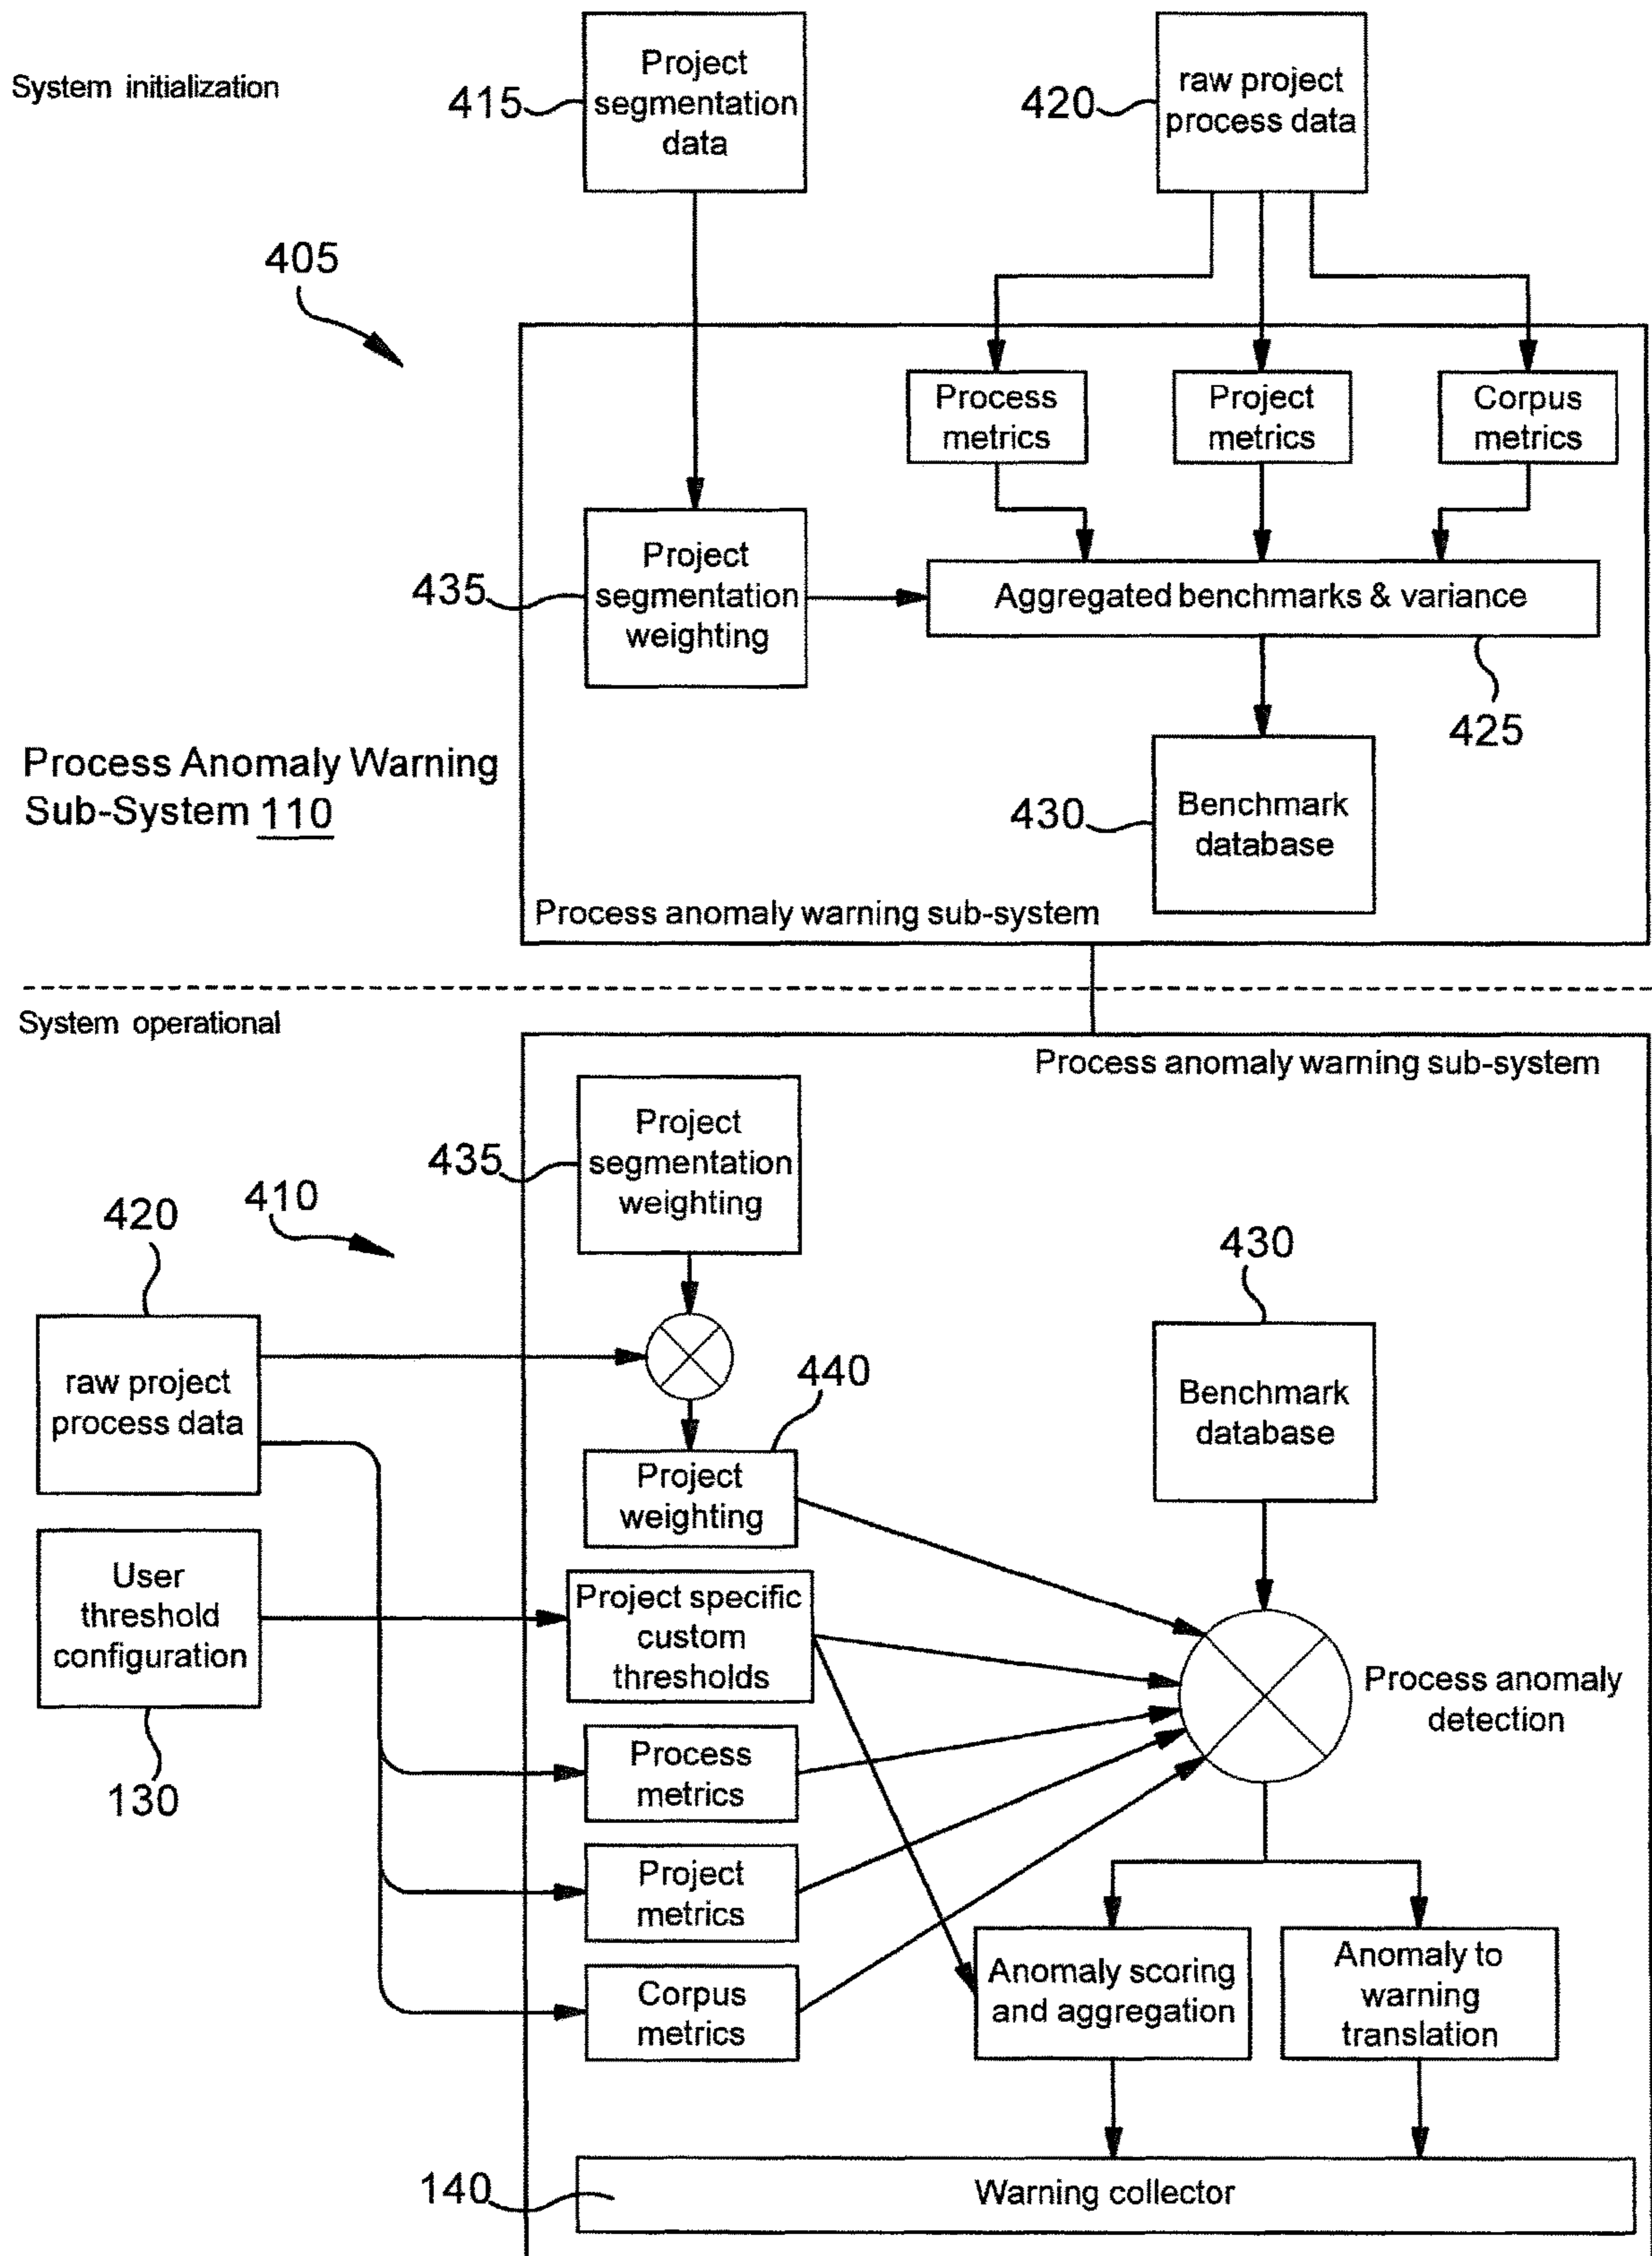 System initialization
415
Project
segmentation
data
420
raw project
process data
405
Process
metrics
Project
metrics
Corpus
metrics
435
Project
segmentation
weighting
Aggregated benchmarks & variance
425
Process Anomaly Warning
Sub-System 110
430
Benchmark
database
Process anomaly warning sub-system
System operational
Process anomaly warning sub-system
435
Project
segmentation
weighting
420
410
430
raw project
process data
440
Benchmark
database
Project
weighting
User
threshold
configuration
130
Project specific
custom
thresholds
Process anomaly
detection
Process
metrics
Project
metrics
Corpus
metrics
Anomaly scoring
and aggregation
Anomaly to
warning
translation
140
Warning collector